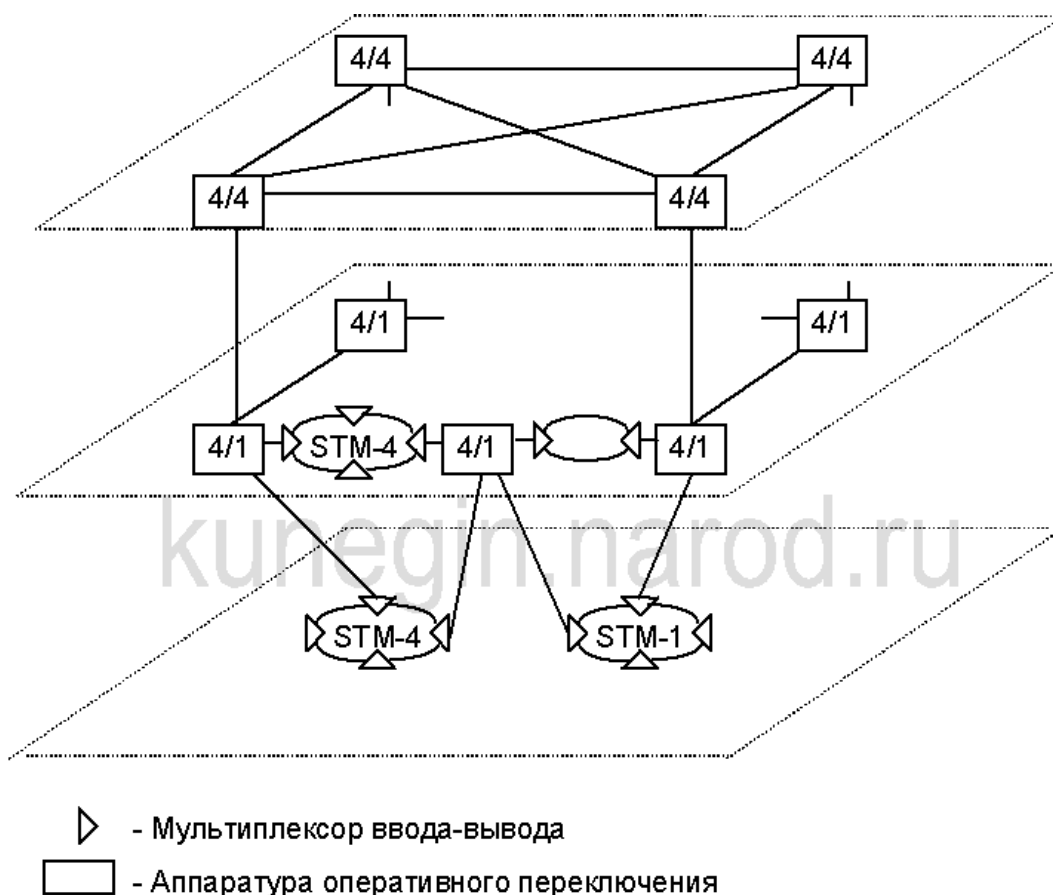 4/4 4/4
4/4 4/4
4/1 4/1
4/1 STM-4 4/1 4/1
kunegin.narod.ru
STM-4 STM-1
- Мультиплексор ввода-вывода
- Аппаратура оперативного переключения